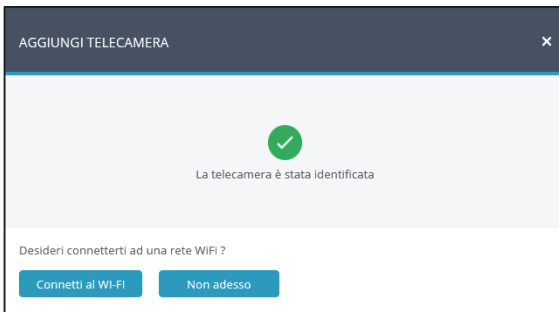 AGGIUNGI TELECAMERA
La telecamera è stata identificata
Desideri connetterti ad una rete WiFi ?
Connetti al WI-FI Non adesso